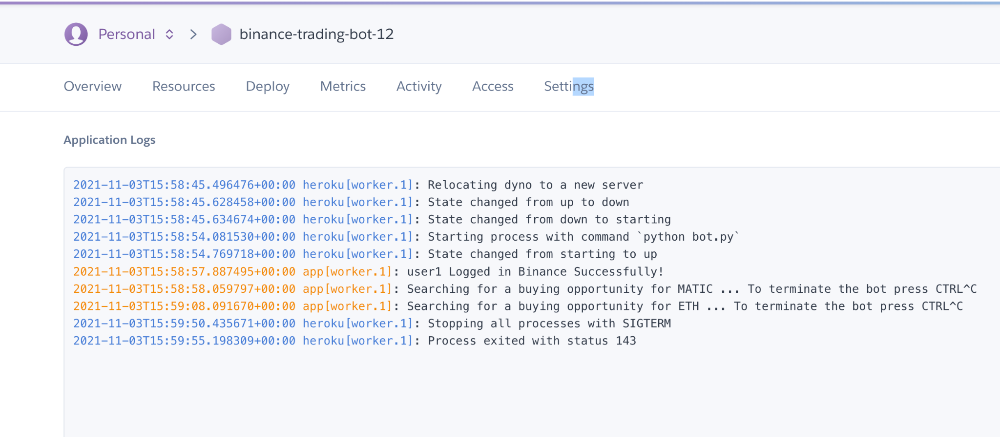 Personal > binance-trading-bot-12
Overview Resources Deploy Metrics Activity Access Settings
Application Logs
2021-11-03T15:58:45.496476+00:00 heroku[worker.1]: Relocating dyno to a new server
2021-11-03T15:58:45.628458+00:00 heroku[worker.1]: State changed from up to down
2021-11-03T15:58:45.634674+00:00 heroku[worker.1]: State changed from down to starting
2021-11-03T15:58:54.081530+00:00 heroku[worker.1]: Starting process with command `python bot.py`
2021-11-03T15:58:54.769718+00:00 heroku[worker.1]: State changed from starting to up
2021-11-03T15:58:57.887495+00:00 app[worker.1]: user1 Logged in Binance Successfully!
2021-11-03T15:58:58.059797+00:00 app[worker.1]: Searching for a buying opportunity for MATIC ... To terminate the bot press CTRL^C
2021-11-03T15:59:08.091670+00:00 app[worker.1]: Searching for a buying opportunity for ETH ... To terminate the bot press CTRL^C
2021-11-03T15:59:50.435671+00:00 heroku[worker.1]: Stopping all processes with SIGTERM
2021-11-03T15:59:55.198309+00:00 heroku[worker.1]: Process exited with status 143